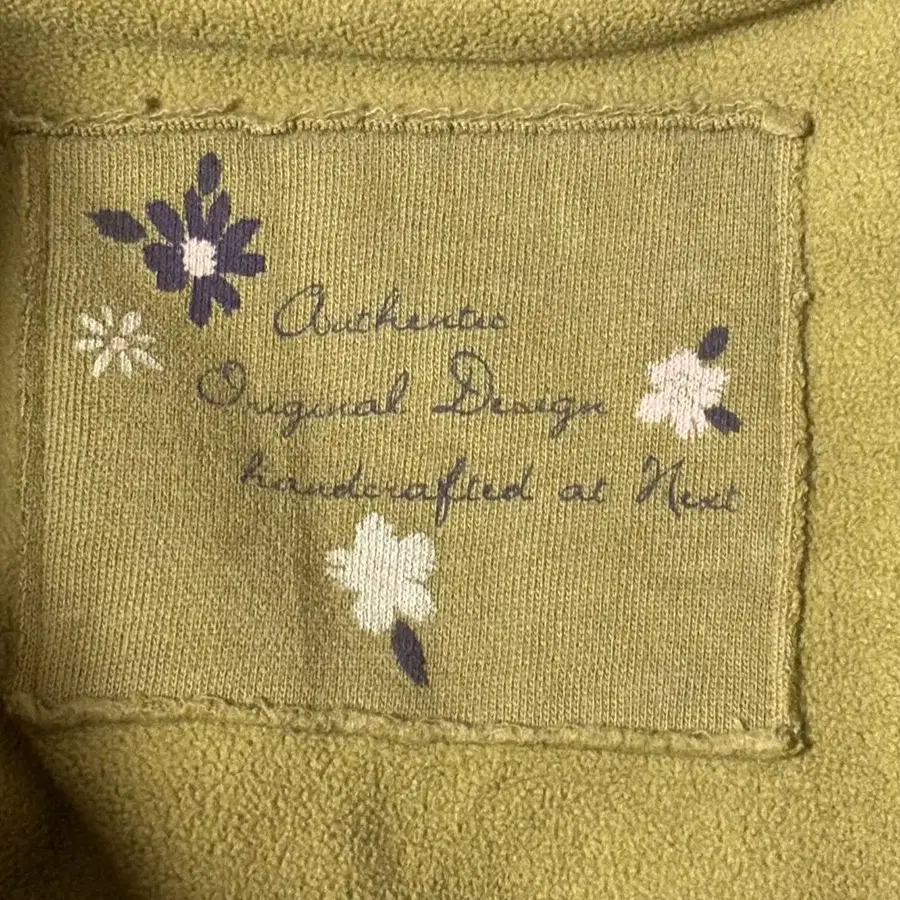 Authentic
Original Design
handcrafted at Next